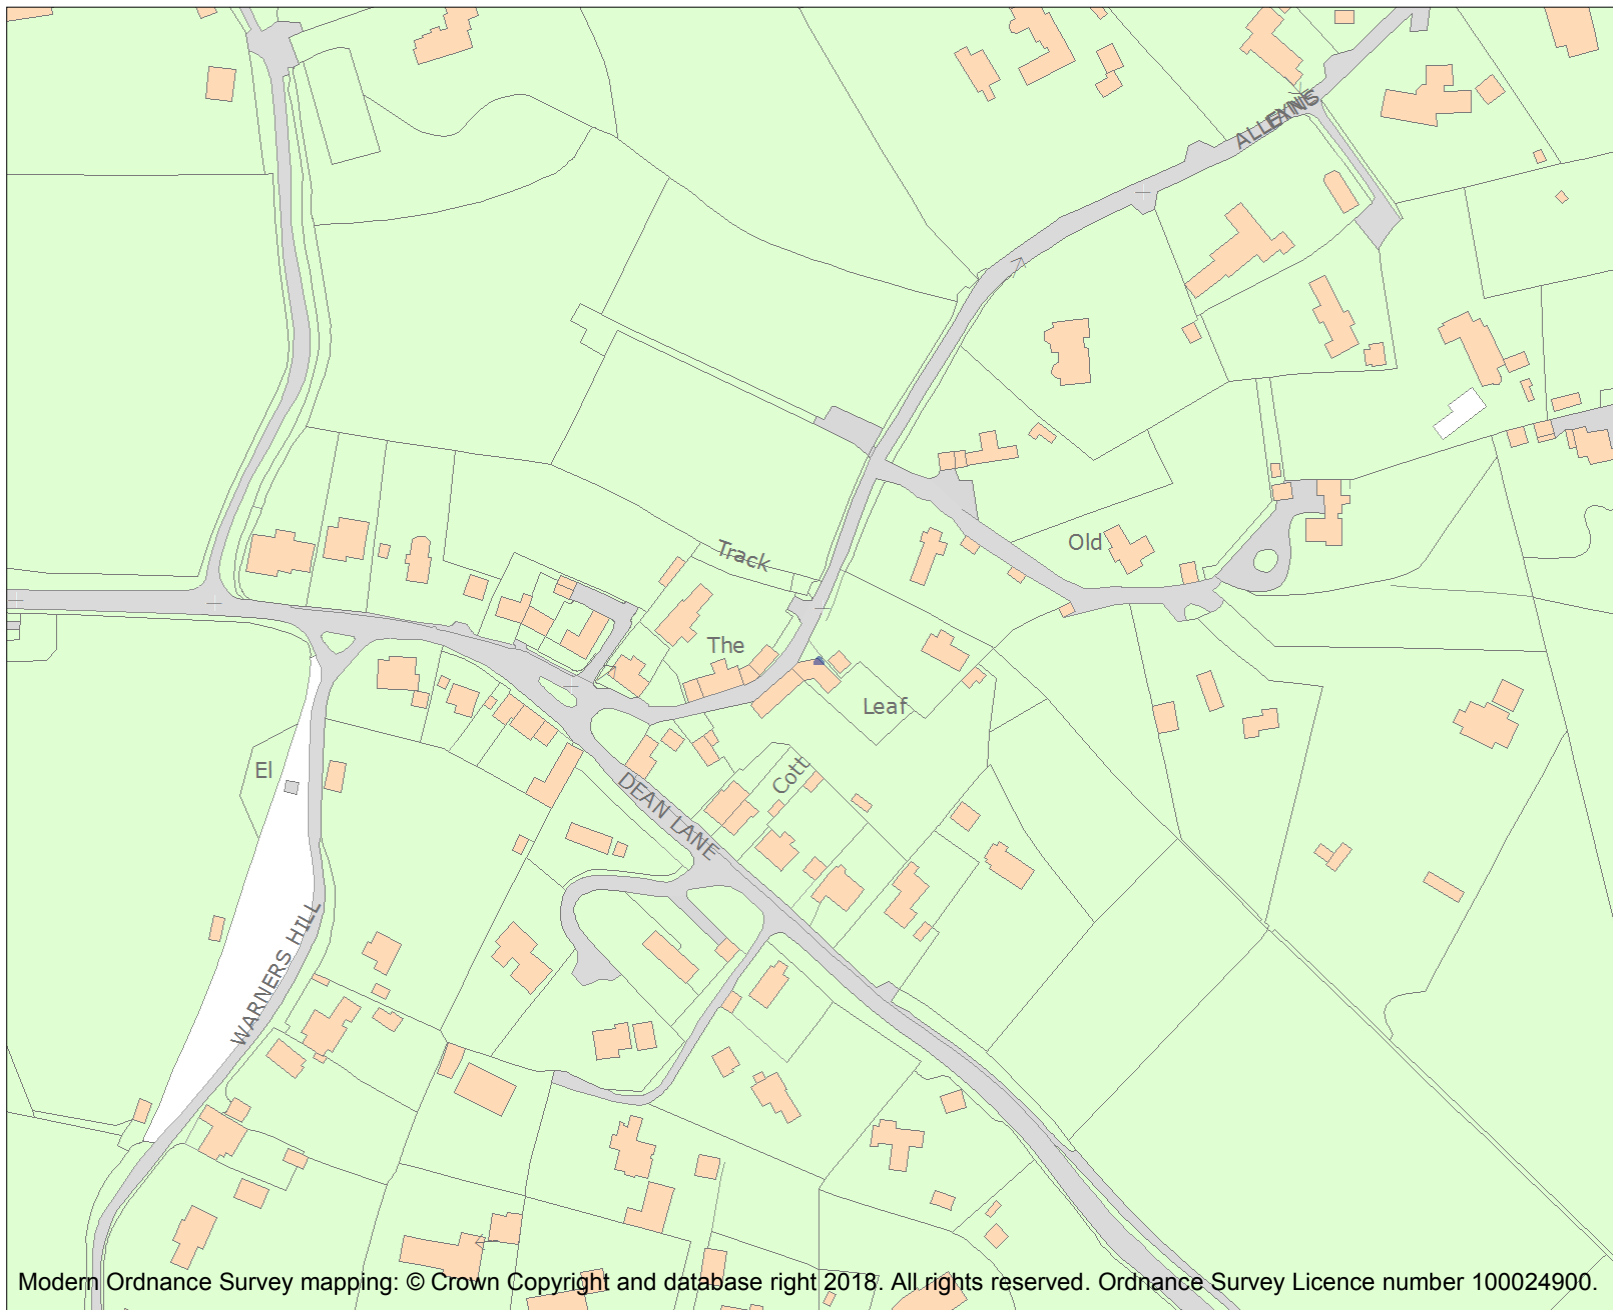 ALLEYNS
Track
Old
The
Leaf
El
Cott
DEAN LANE
WARNERS HILL
Modern Ordnance Survey mapping: © Crown Copyright and database right 2018. All rights reserved. Ordnance Survey Licence number 100024900.